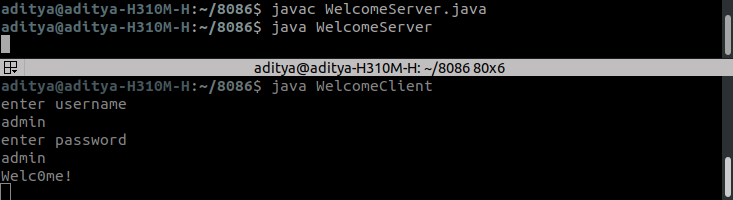 aditya@aditya-H310M-H:~/8086$ javac WelcomeServer.java
aditya@aditya-H310M-H:~/8086$ java WelcomeServer
aditya@aditya-H310M-H: ~/8086 80x6
aditya@aditya-H310M-H:~/8086$ java WelcomeClient
enter username
admin
enter password
admin
Welc0me!